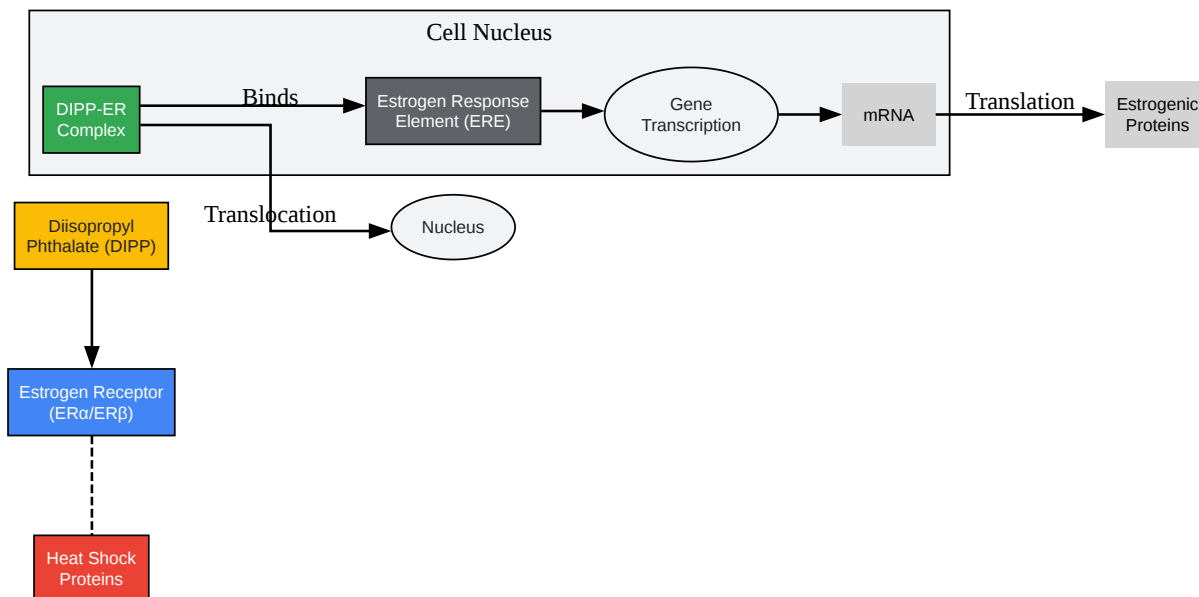 Cell Nucleus
DIPP-ER
Complex
Binds
Estrogen Response
Element (ERE)
Gene
Transcription
mRNA
Translation
Estrogenic
Proteins
Translocation
Nucleus
Diisopropyl
Phthalate (DIPP)
Estrogen Receptor
(ERα/ERβ)
Heat Shock
Proteins